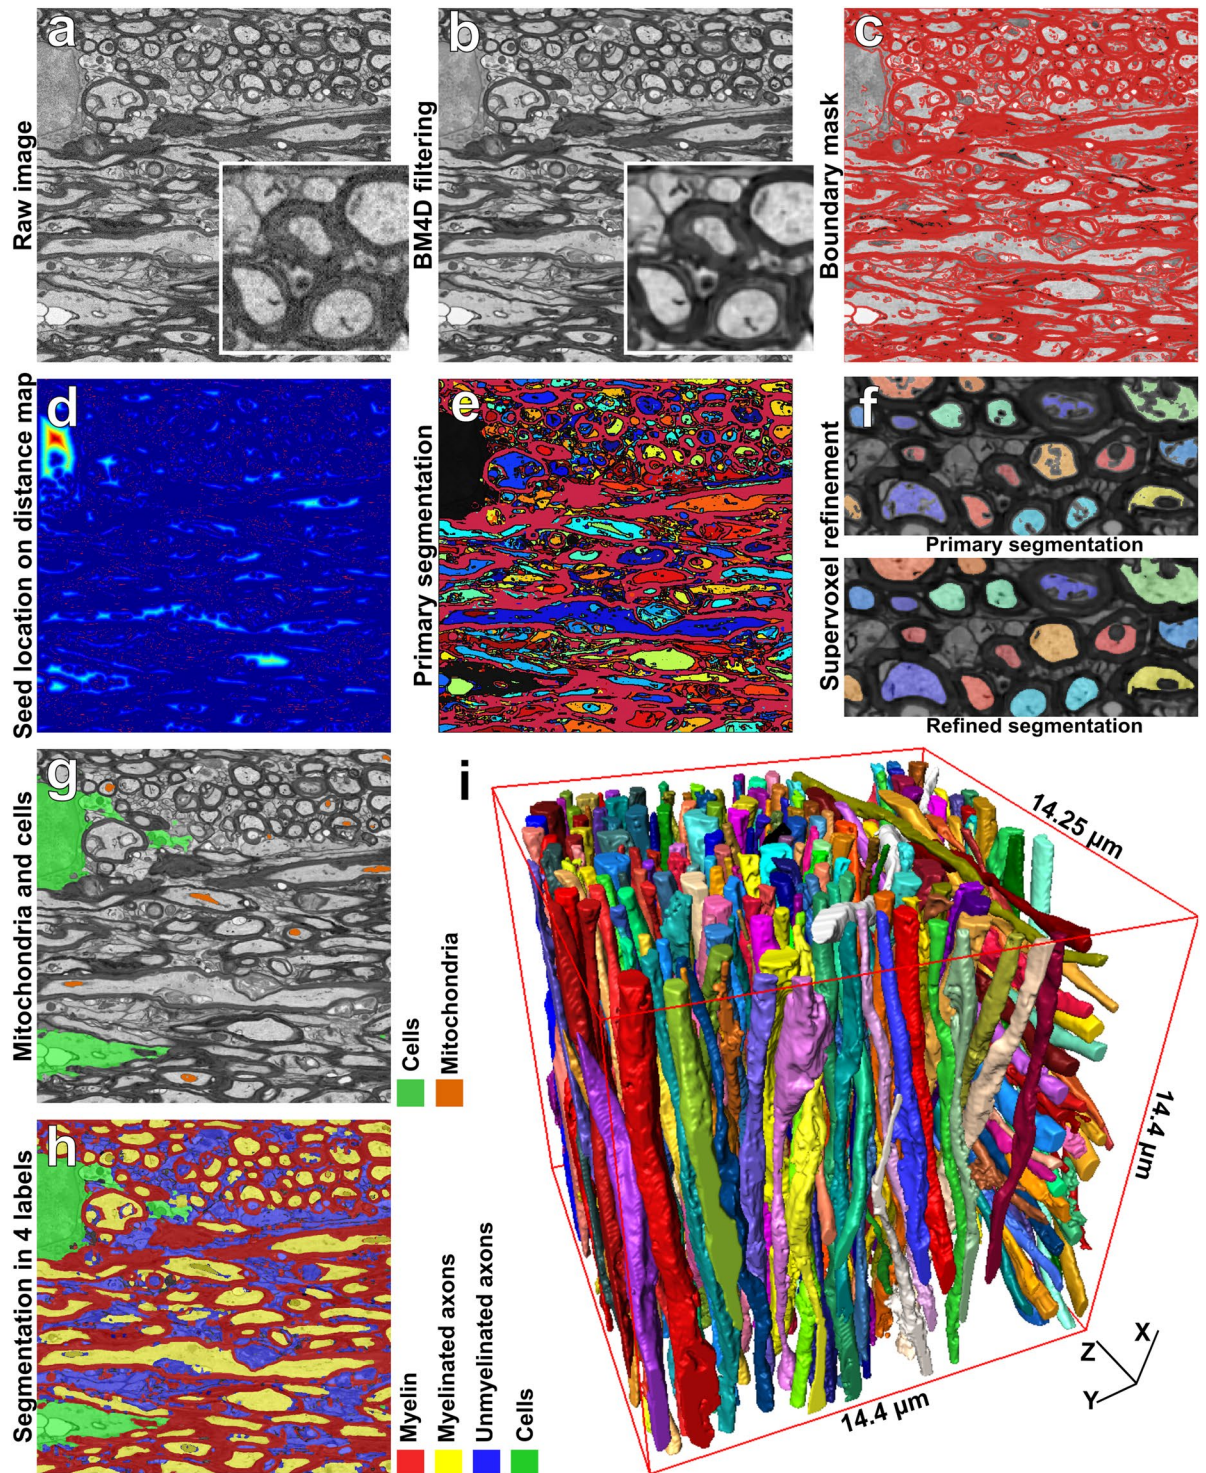 a
Raw image
b
BM4D filtering
c
Boundary mask
d
Seed location on distance map
e
Primary segmentation
f
Supervoxel refinement
Primary segmentation
Refined segmentation
g
Mitochondria and cells
Cells
Mitochondria
h
Segmentation in 4 labels
Myelin
Myelinated axons
Unmyelinated axons
Cells
i
14.25 µm
14.4 µm
14.4 µm
Z
X
Y